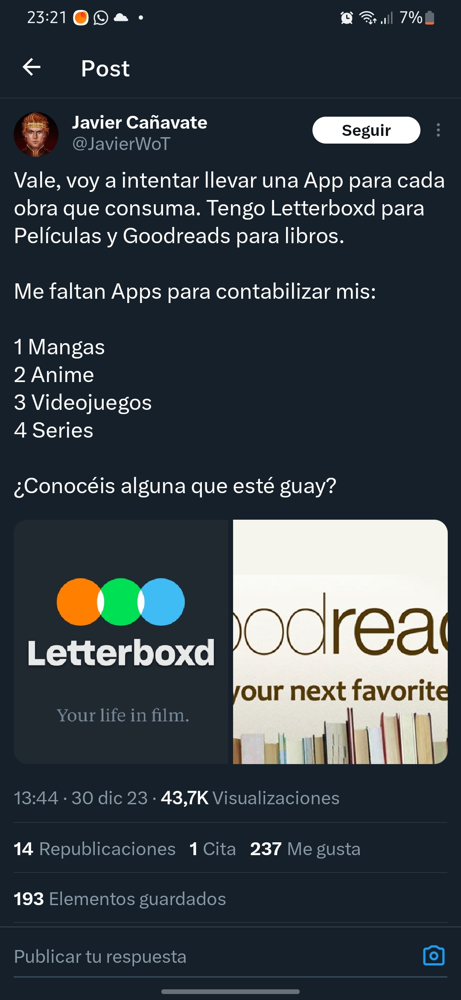 23:21
7%
Post
Javier Cañavate
@JavierWoT
Seguir
Vale, voy a intentar llevar una App para cada
obra que consuma. Tengo Letterboxd para
Películas y Goodreads para libros.
Me faltan Apps para contabilizar mis:
1 Mangas
2 Anime
3 Videojuegos
4 Series
¿Conocéis alguna que esté guay?
Letterboxd
Your life in film.
oodread
your next favorite
13:44 · 30 dic 23 · 43,7K Visualizaciones
14 Republicaciones 1 Cita 237 Me gusta
193 Elementos guardados
Publicar tu respuesta